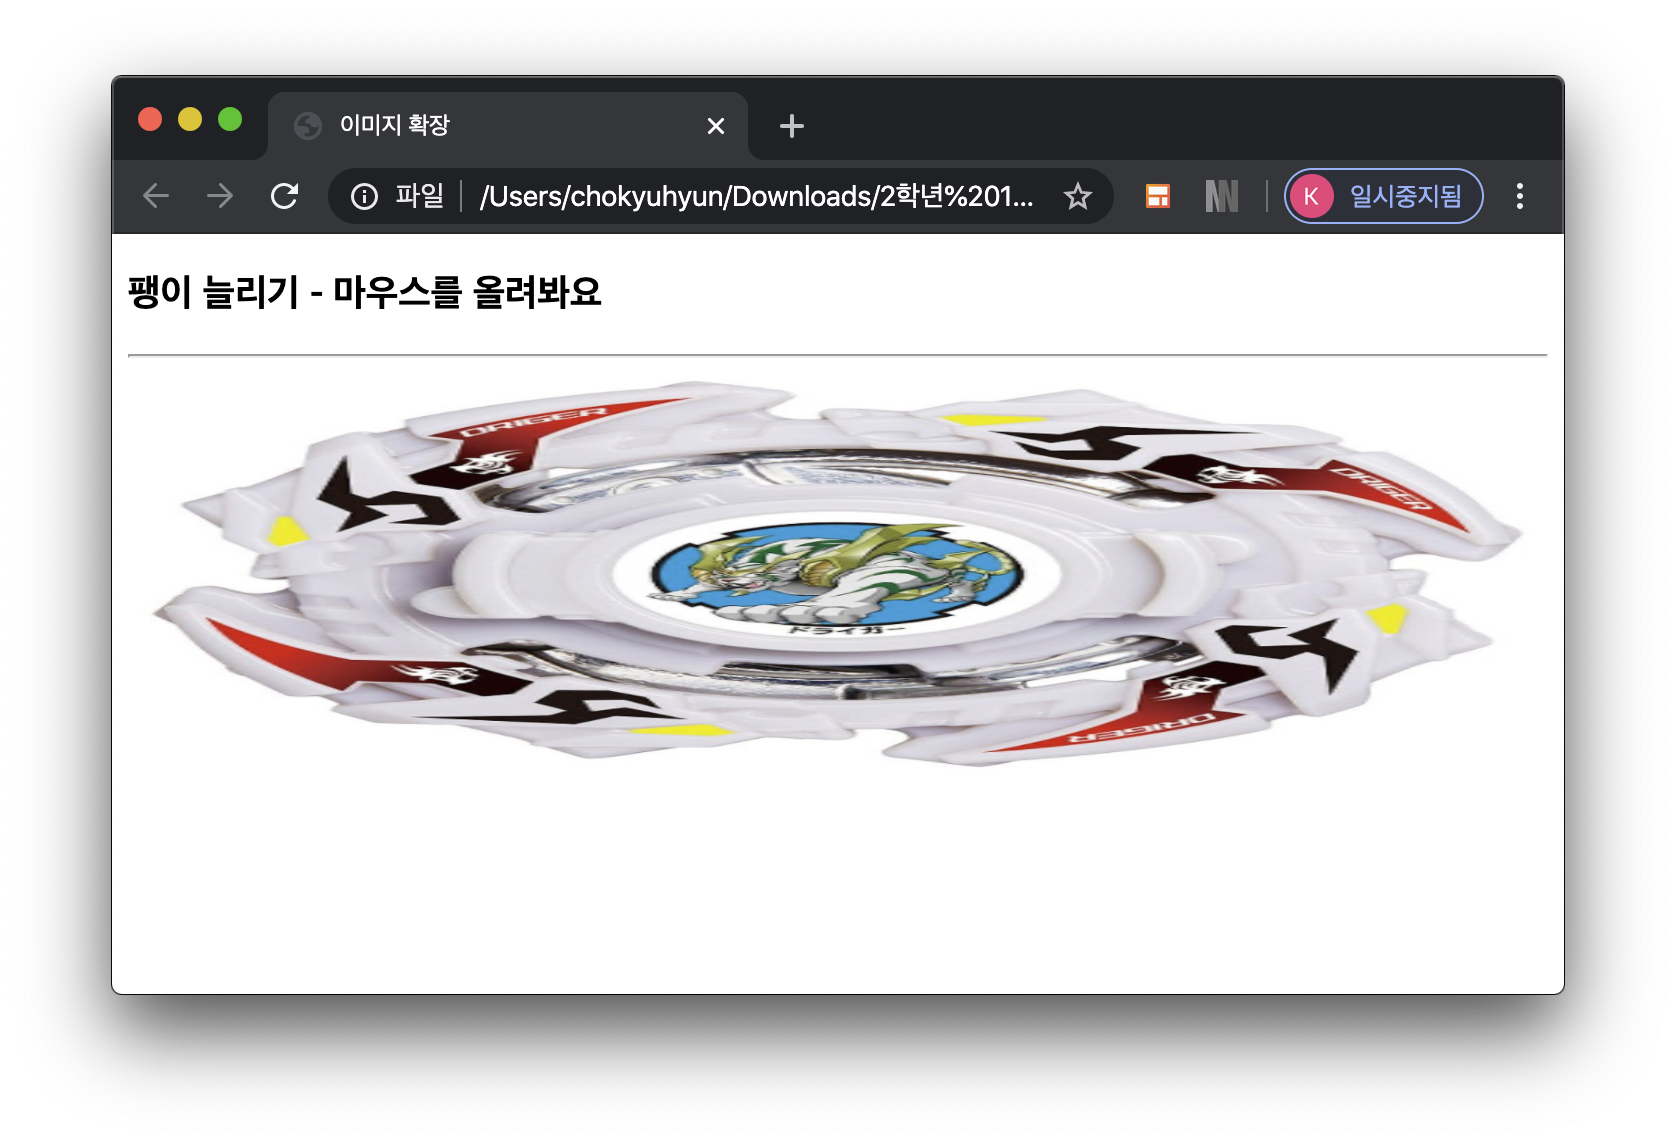 이미지 확장
파일 /Users/chokyuhyun/Downloads/2학년%201...
K 일시중지됨
팽이 늘리기 - 마우스를 올려봐요
DRIGER
DRIGER
ドライガー
DRIGER